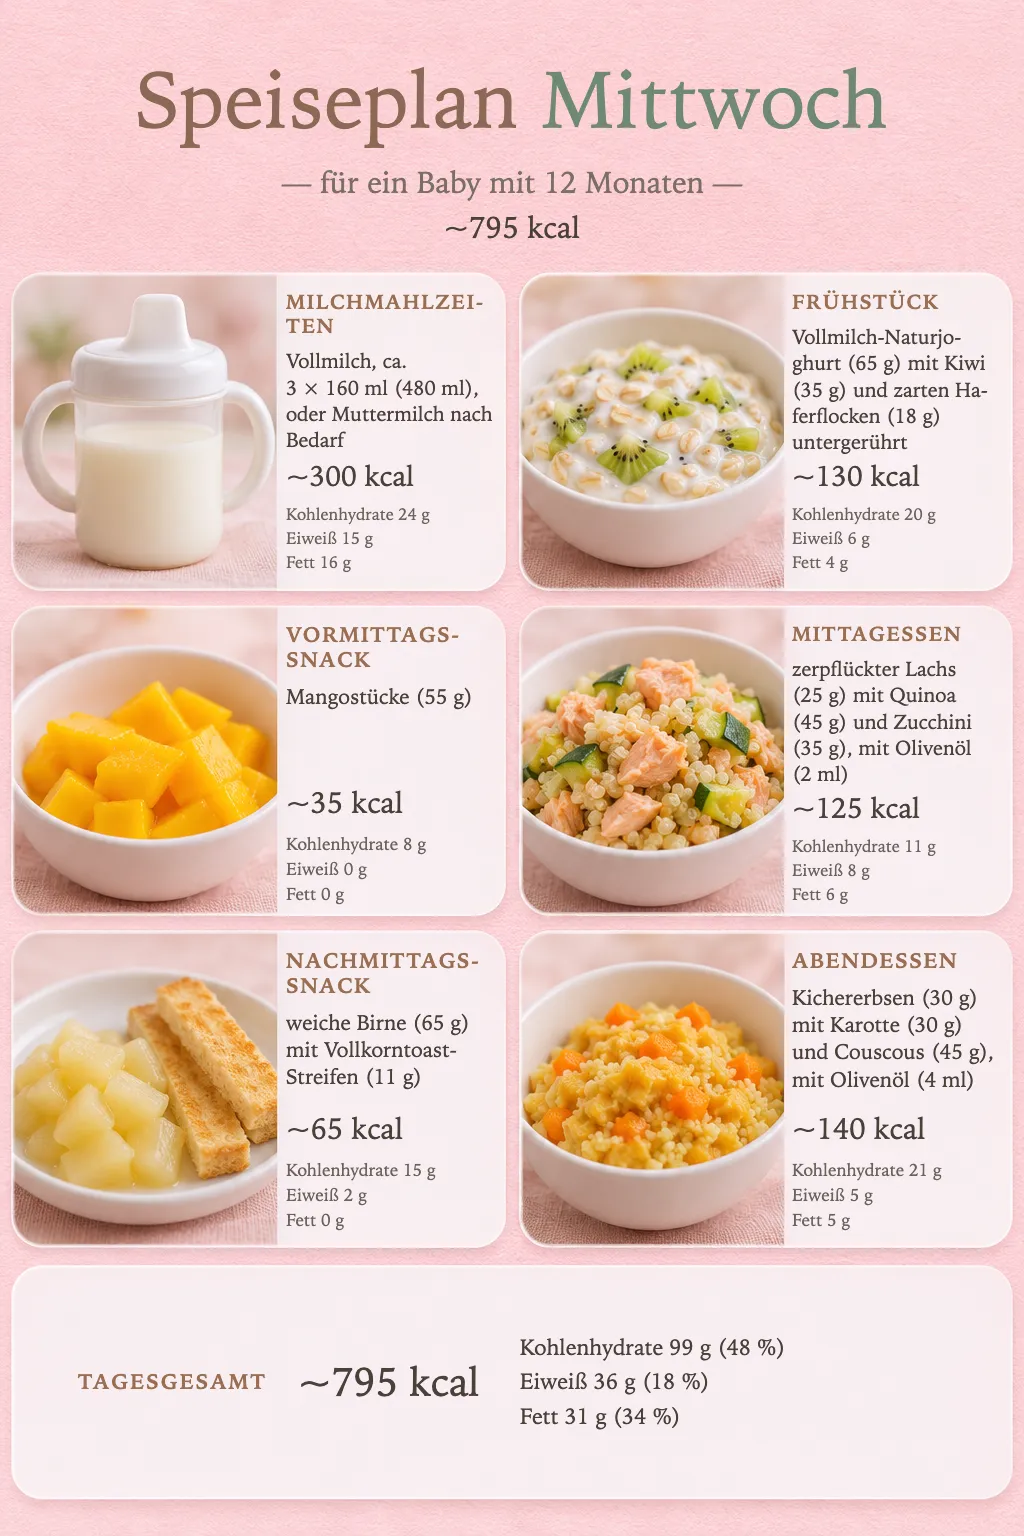 Speiseplan Mittwoch
— für ein Baby mit 12 Monaten —
~795 kcal
MILCHMAHLZEI-
TEN
Vollmilch, ca.
3 × 160 ml (480 ml),
oder Muttermilch nach
Bedarf
~300 kcal
Kohlenhydrate 24 g
Eiweiß 15 g
Fett 16 g
FRÜHSTÜCK
Vollmilch-Naturjo-
ghurt (65 g) mit Kiwi
(35 g) und zarten Ha-
ferflocken (18 g)
untergerührt
~130 kcal
Kohlenhydrate 20 g
Eiweiß 6 g
Fett 4 g
VORMITTAGS-
SNACK
Mangostücke (55 g)
~35 kcal
Kohlenhydrate 8 g
Eiweiß 0 g
Fett 0 g
MITTAGESSEN
zerpflückter Lachs
(25 g) mit Quinoa
(45 g) und Zucchini
(35 g), mit Olivenöl
(2 ml)
~125 kcal
Kohlenhydrate 11 g
Eiweiß 8 g
Fett 6 g
NACHMITTAGS-
SNACK
weiche Birne (65 g)
mit Vollkorntoast-
Streifen (11 g)
~65 kcal
Kohlenhydrate 15 g
Eiweiß 2 g
Fett 0 g
ABENDESSEN
Kichererbsen (30 g)
mit Karotte (30 g)
und Couscous (45 g),
mit Olivenöl (4 ml)
~140 kcal
Kohlenhydrate 21 g
Eiweiß 5 g
Fett 5 g
TAGESGESAMT
~795 kcal
Kohlenhydrate 99 g (48 %)
Eiweiß 36 g (18 %)
Fett 31 g (34 %)